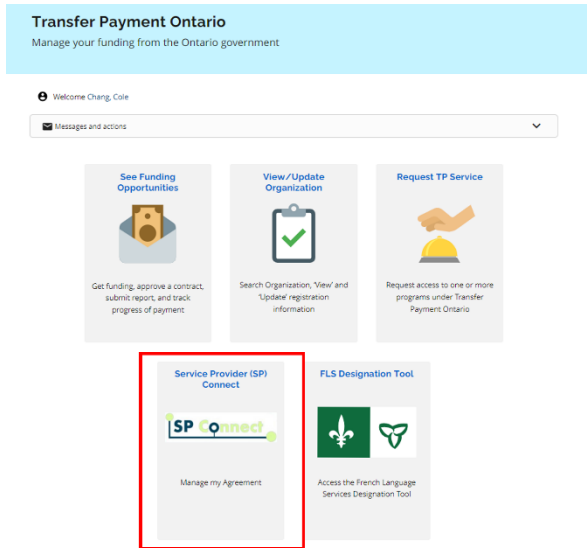 Transfer Payment Ontario
Manage your funding from the Ontario government
Welcome Chang, Cole
Messages and actions
See Funding
Opportunities
Get funding, approve a contract,
submit report, and track
progress of payment
View/Update
Organization
Search Organization, 'View' and
'Update' registration
information
Request TP Service
Request access to one or more
programs under Transfer
Payment Ontario
Service Provider (SP)
Connect
SP Connect
Manage my Agreement
FLS Designation Tool
Access the French Language
Services Designation Tool